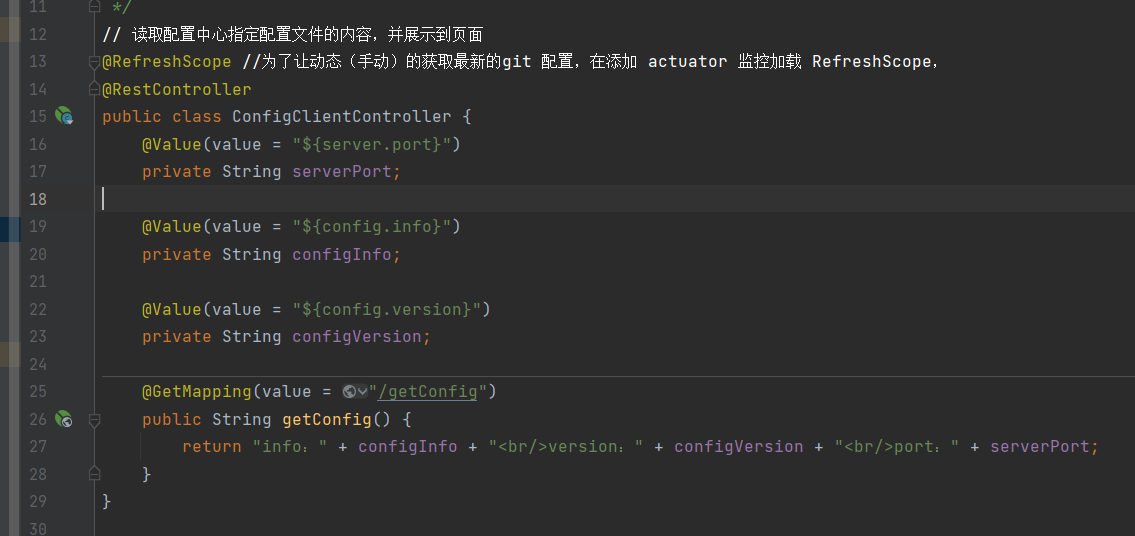 11 */
12 // 读取配置中心指定配置文件的内容，并展示到页面
13 @RefreshScope //为了让动态（手动）的获取最新的git 配置，在添加 actuator 监控加载 RefreshScope，
14 @RestController
15 public class ConfigClientController {
16 @Value(value = "${server.port}")
17 private String serverPort;
18
19 @Value(value = "${config.info}")
20 private String configInfo;
21
22 @Value(value = "${config.version}")
23 private String configVersion;
24
25 @GetMapping(value = "/getConfig")
26 public String getConfig() {
27 return "info：" + configInfo + "<br/>version：" + configVersion + "<br/>port：" + serverPort;
28 }
29 }
30